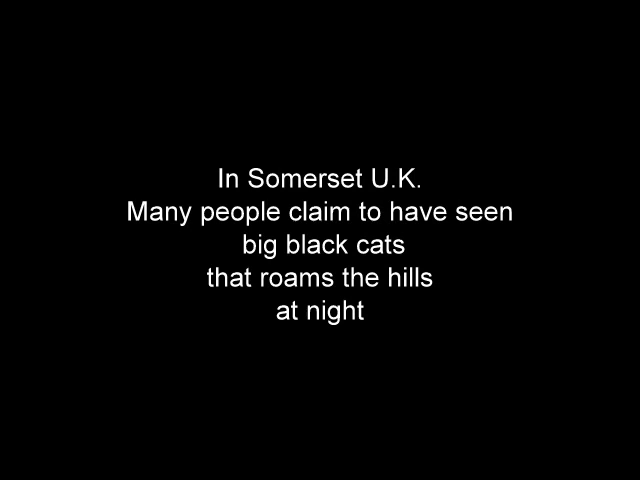 In Somerset U.K.
Many people claim to have seen
big black cats
that roams the hills
at night